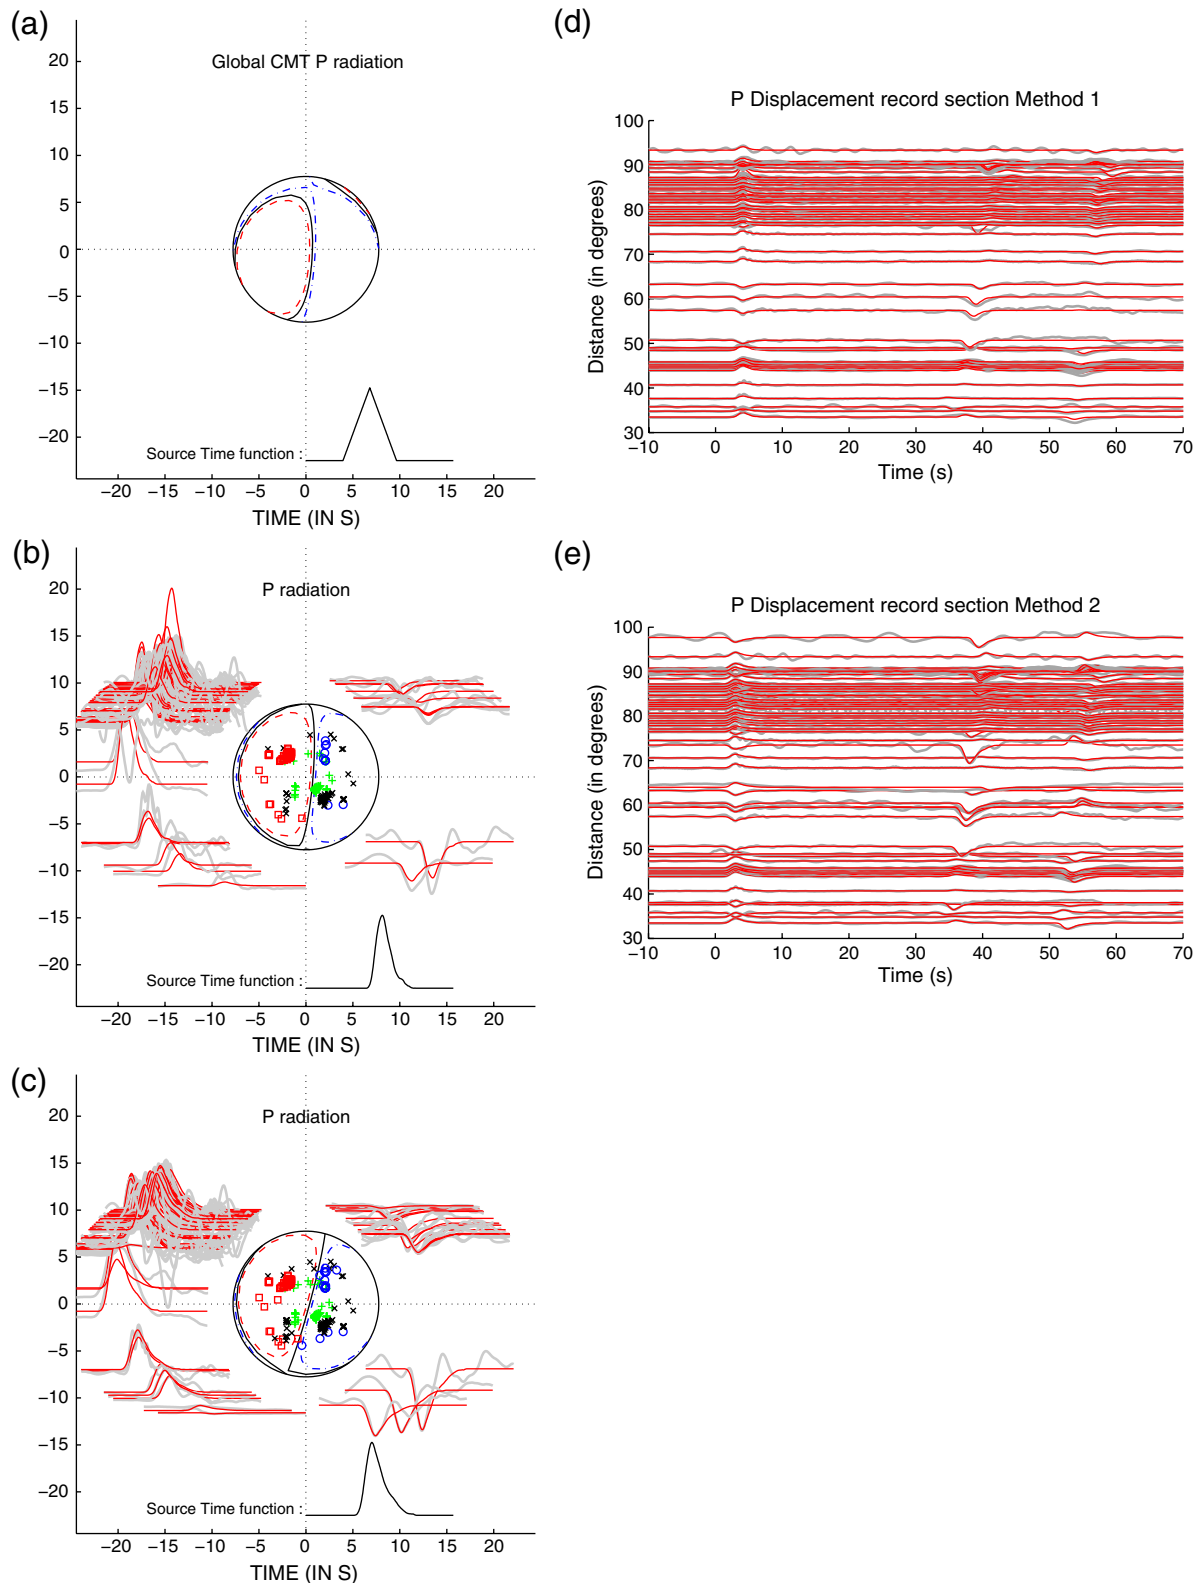 (a)
Global CMT P radiation
20
15
10
5
0
−5
−10
−15
−20
Source Time function :
−20 −15 −10 −5 0 5 10 15 20
TIME (IN S)
(b)
P radiation
20
15
10
5
0
−5
−10
−15
−20
Source Time function :
−20 −15 −10 −5 0 5 10 15 20
TIME (IN S)
(c)
P radiation
20
15
10
5
0
−5
−10
−15
−20
Source Time function :
−20 −15 −10 −5 0 5 10 15 20
TIME (IN S)
(d)
P Displacement record section Method 1
Distance (in degrees)
100
90
80
70
60
50
40
30
−10 0 10 20 30 40 50 60 70
Time (s)
(e)
P Displacement record section Method 2
Distance (in degrees)
100
90
80
70
60
50
40
30
−10 0 10 20 30 40 50 60 70
Time (s)